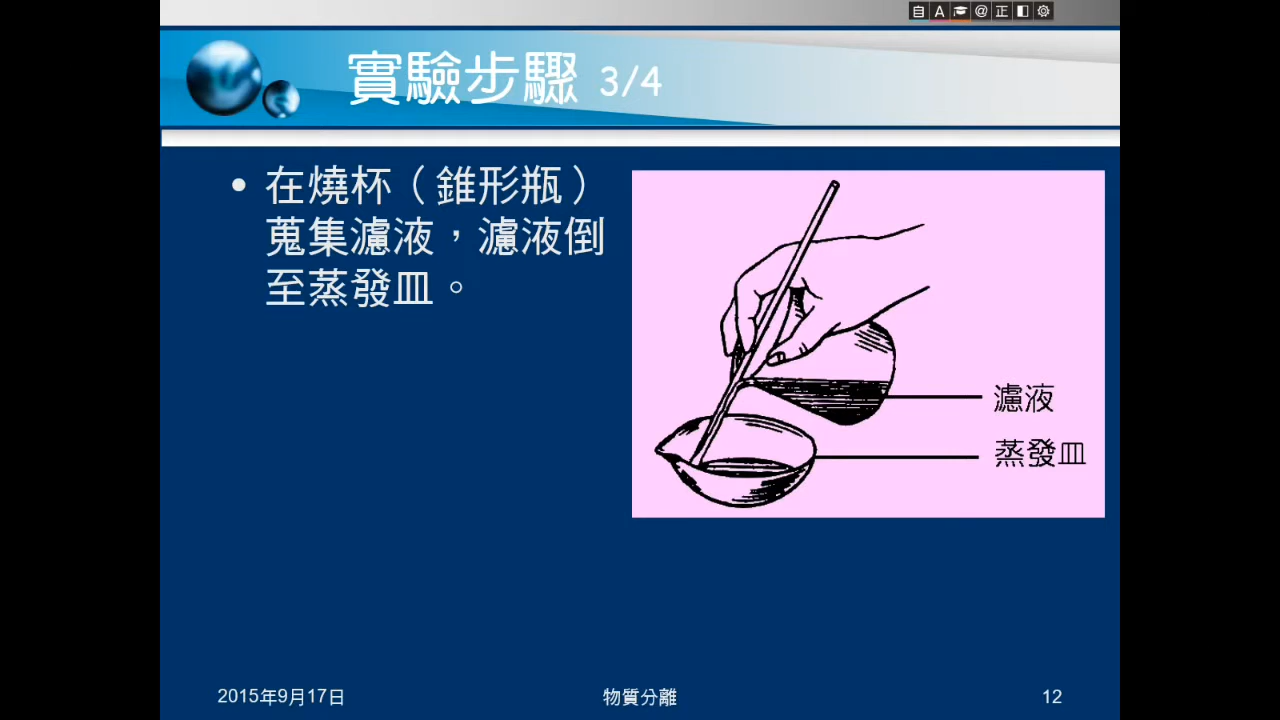 自 A @ 正
實驗步驟 3/4
• 在燒杯（錐形瓶）
蒐集濾液，濾液倒
至蒸發皿。
濾液
蒸發皿
2015年9月17日
物質分離
12